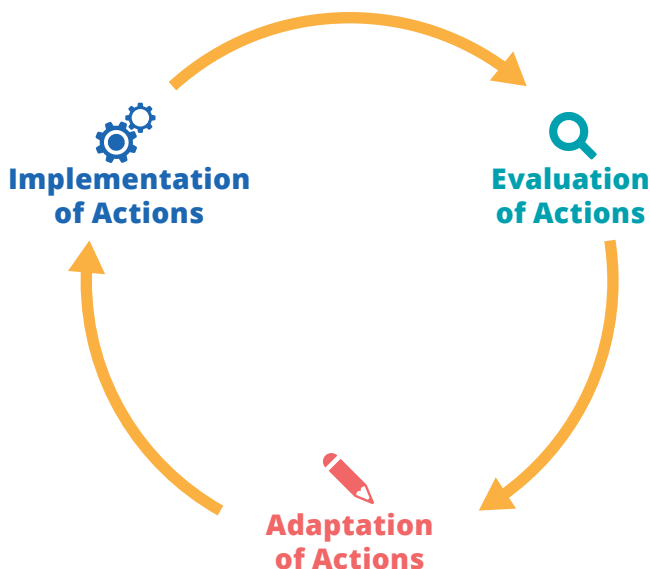 Implementation
of Actions
Evaluation
of Actions
Adaptation
of Actions